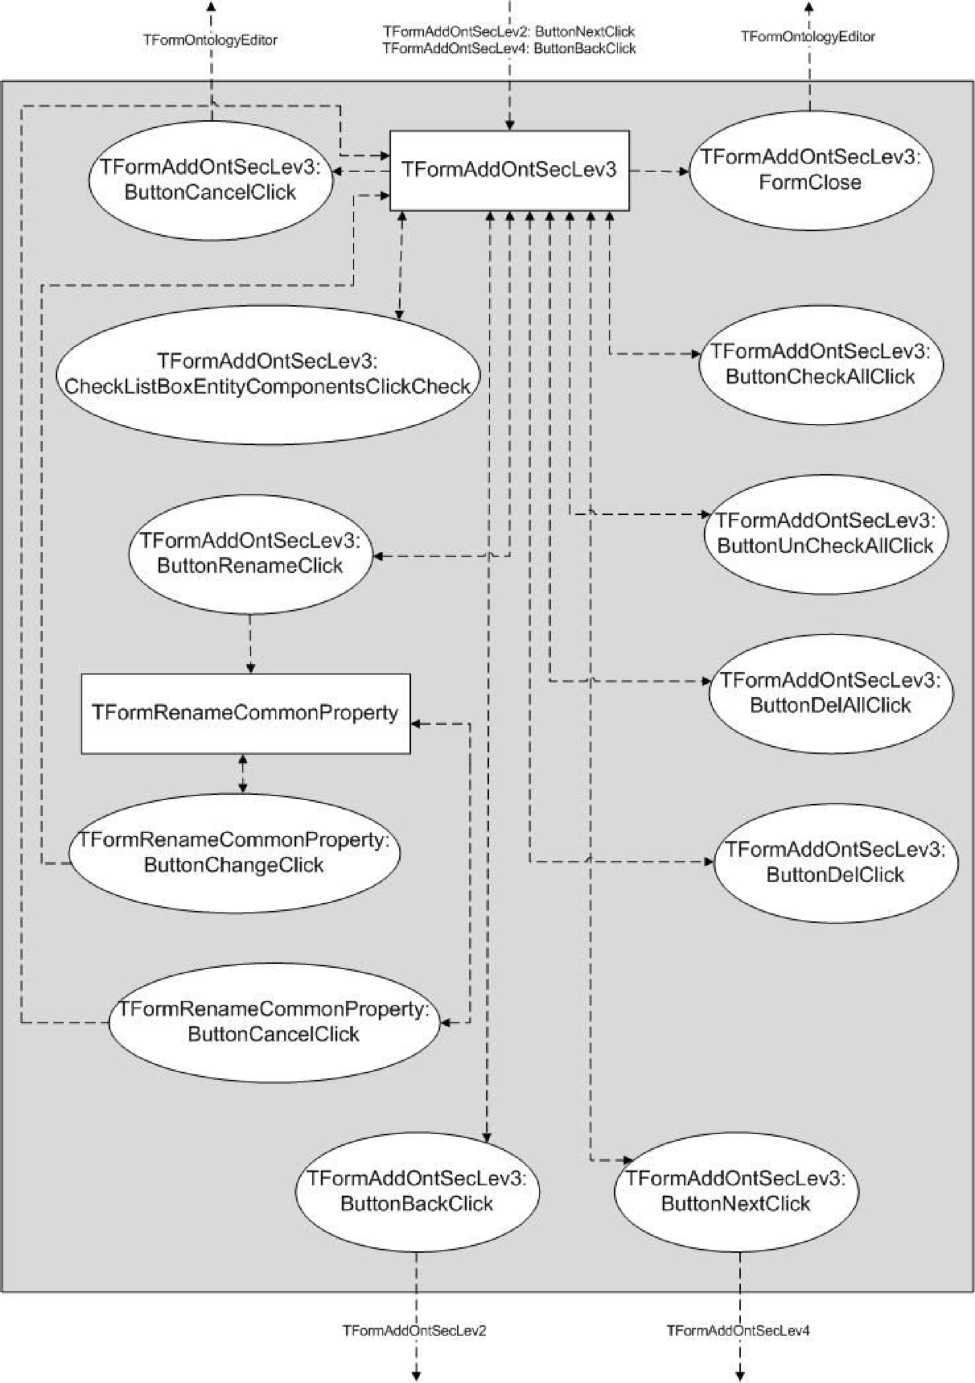 TFormOntologyEditor
TFormAddOntSecLev2: ButtonNextClick
TFormAddOntSecLev4: ButtonBackClick
TFormOntologyEditor
TFormAddOntSecLev3:
ButtonCancelClick
TFormAddOntSecLev3
TFormAddOntSecLev3:
FormClose
TFormAddOntSecLev3:
CheckListBoxEntityComponentsClickCheck
TFormAddOntSecLev3:
ButtonCheckAllClick
TFormAddOntSecLev3:
ButtonUnCheckAllClick
TFormAddOntSecLev3:
ButtonRenameClick
TFormAddOntSecLev3:
ButtonDelAllClick
TFormRenameCommonProperty
TFormRenameCommonProperty:
ButtonChangeClick
TFormAddOntSecLev3:
ButtonDelClick
TFormRenameCommonProperty:
ButtonCancelClick
TFormAddOntSecLev3:
ButtonBackClick
TFormAddOntSecLev3:
ButtonNextClick
TFormAddOntSecLev2
TFormAddOntSecLev4